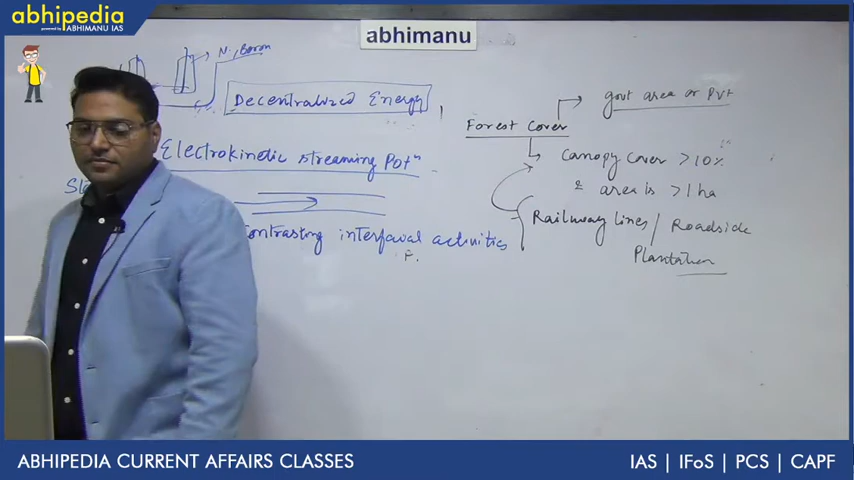 abhipedia
powered by ABHIMANU IAS
abhimanu
N, Boron
Decentralized Energy
Electrokinetic streaming Potⁿ
Contrasting interfacial activities
govt area or Pvt
Forest Cover
Canopy cover >10%
& area is >1 ha
Railway lines / Roadside
Plantation
ABHIPEDIA CURRENT AFFAIRS CLASSES
IAS | IFoS | PCS | CAPF